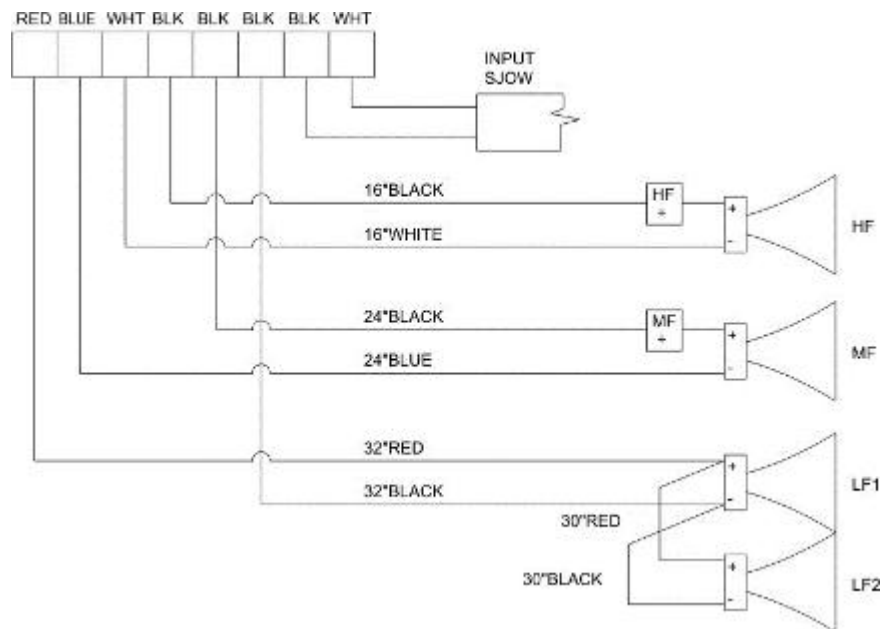 RED BLUE WHT BLK BLK BLK BLK WHT
INPUT
SJOW
16"BLACK
HF
+
+
16"WHITE
-
HF
24"BLACK
MF
+
+
24"BLUE
-
MF
32"RED
+
32"BLACK
-
LF1
30"RED
+
30"BLACK
-
LF2